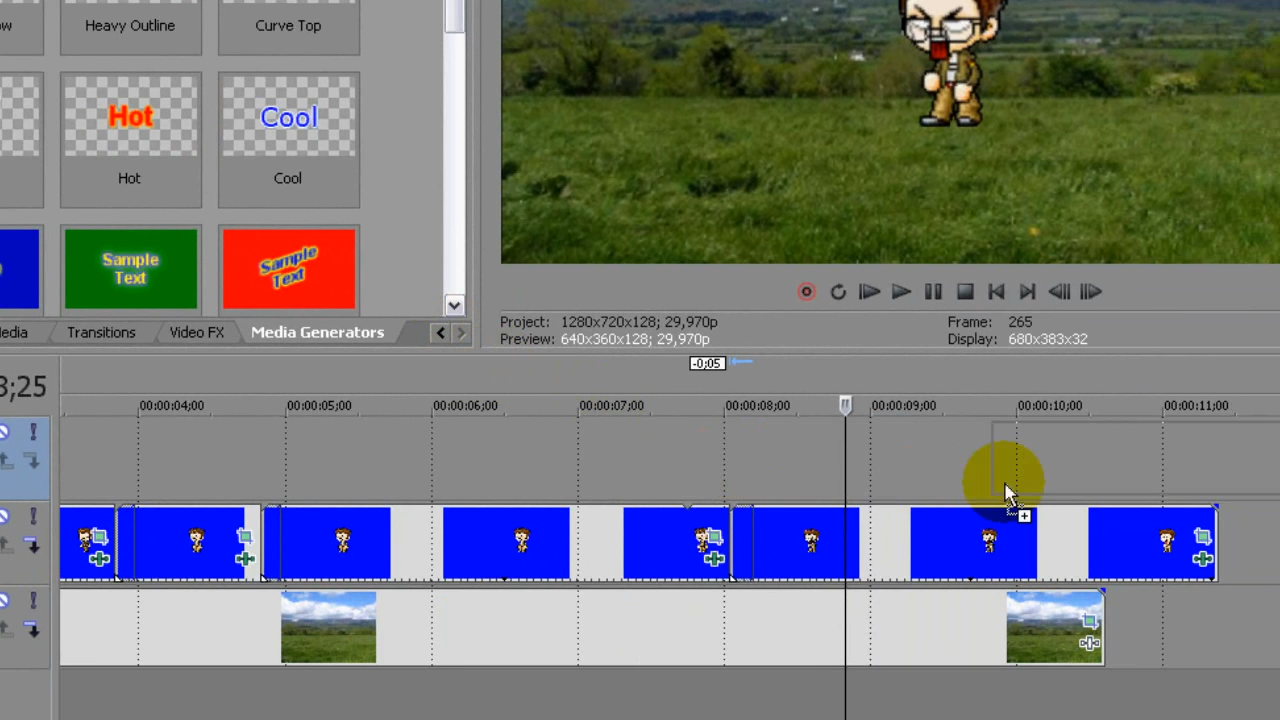 Heavy Outline
Curve Top
Hot
Cool
Hot
Cool
Sample
Text
Sample
Text
Transitions
Video FX
Media Generators
Project: 1280x720x128; 29,970p
Preview: 640x360x128; 29,970p
Frame: 265
Display: 680x383x32
-0;05
3;25
00:00:04;00
00:00:05;00
00:00:06;00
00:00:07;00
00:00:08;00
00:00:09;00
00:00:10;00
00:00:11;00